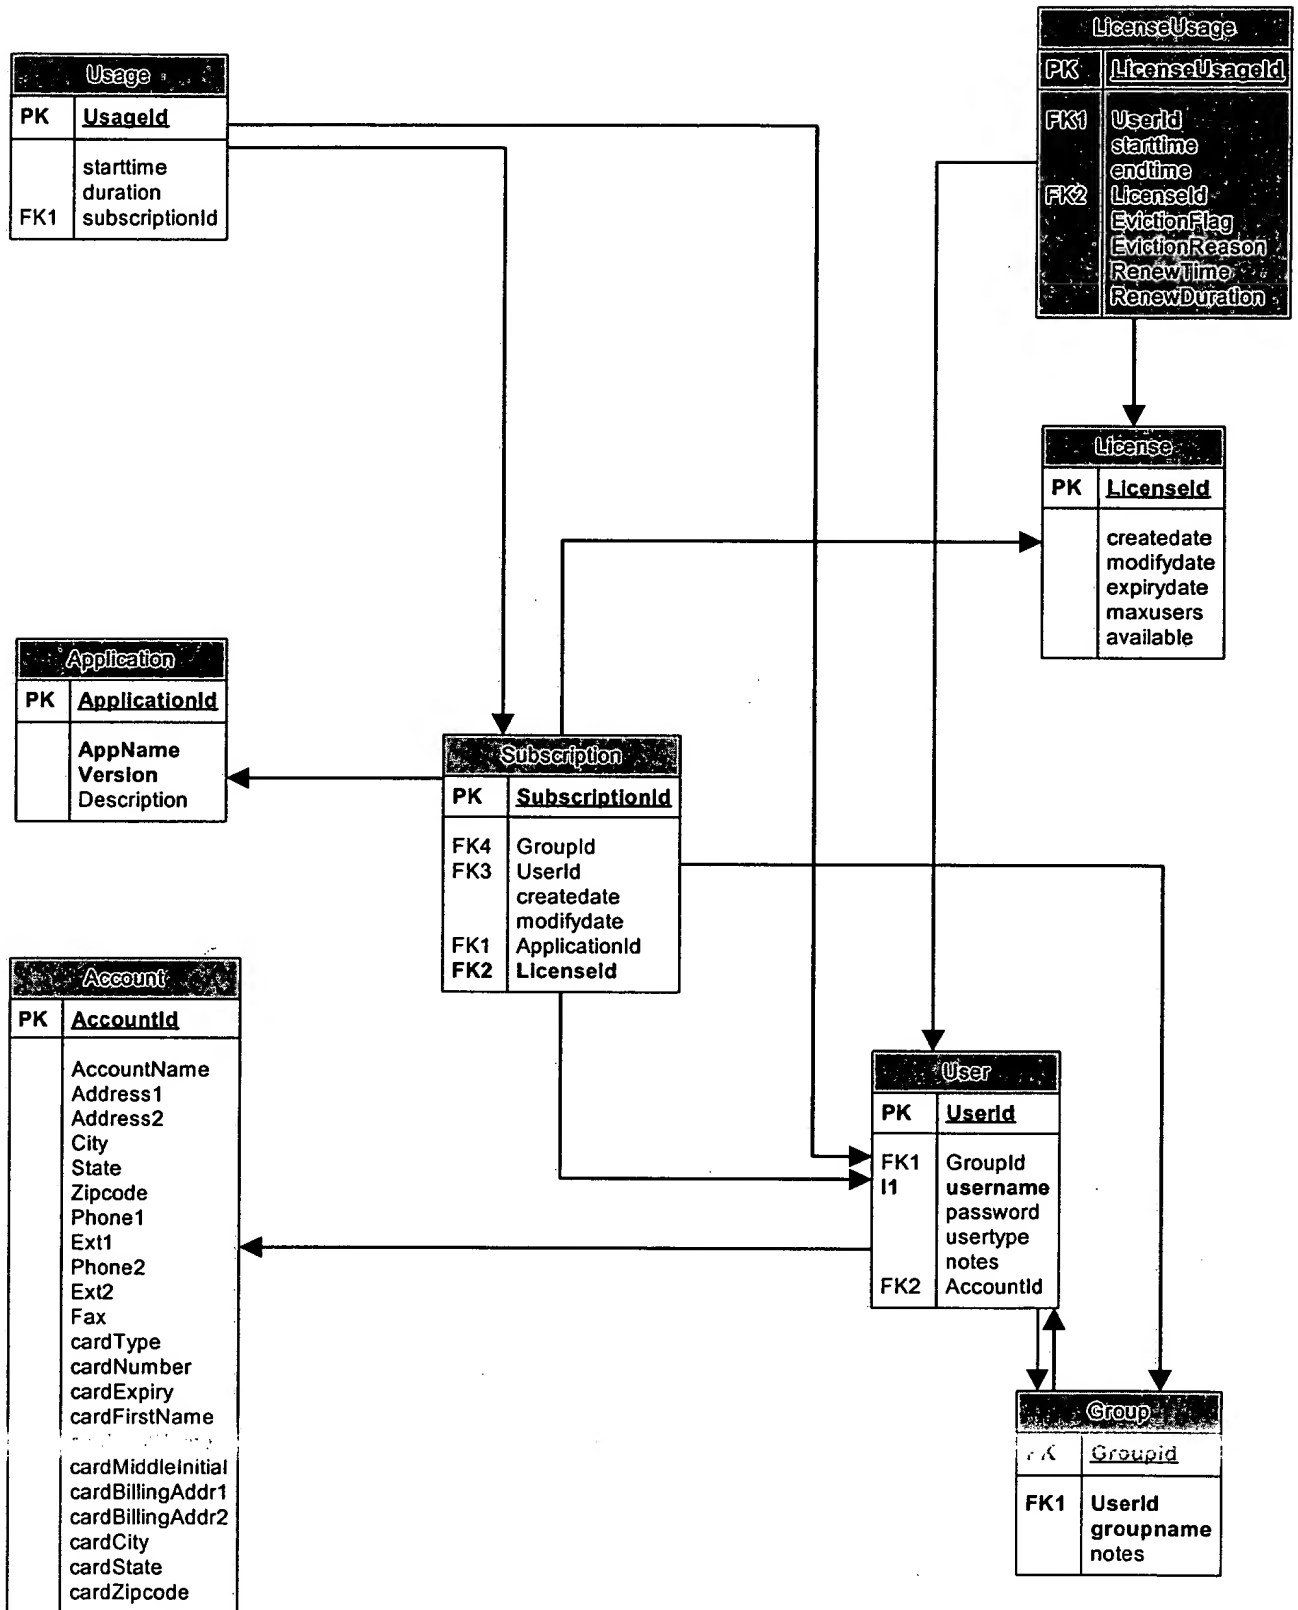 Usage
PK UsageId
starttime
duration
FK1 subscriptionId
LicenseUsage
PK LicenseUsageId
FK1 UserId
starttime
endtime
FK2 LicenseId
EvictionFlag
EvictionReason
RenewTime
RenewDuration
License
PK LicenseId
createdate
modifydate
expirydate
maxusers
available
Application
PK ApplicationId
AppName
Version
Description
Subscription
PK SubscriptionId
FK4 GroupId
FK3 UserId
createdate
modifydate
FK1 ApplicationId
FK2 LicenseId
Account
PK AccountId
AccountName
Address1
Address2
City
State
Zipcode
Phone1
Ext1
Phone2
Ext2
Fax
cardType
cardNumber
cardExpiry
cardFirstName
cardMiddleInitial
cardBillingAddr1
cardBillingAddr2
cardCity
cardState
cardZipcode
User
PK UserId
FK1 GroupId
I1 username
password
usertype
notes
FK2 AccountId
Group
PK GroupId
FK1 UserId
groupname
notes